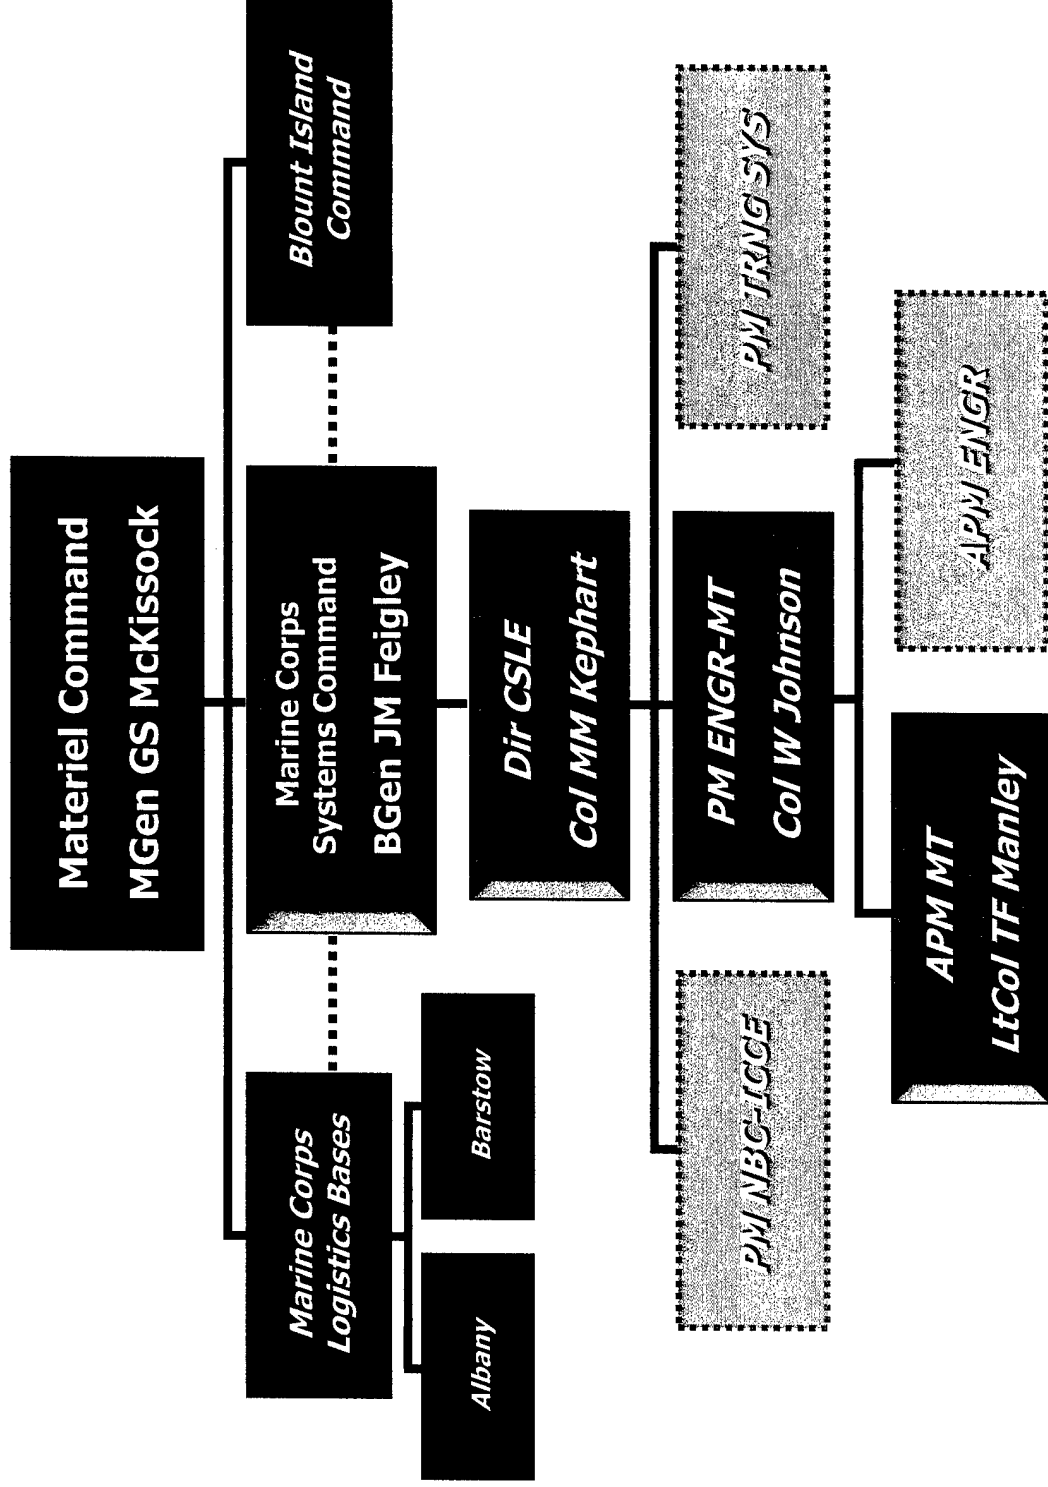 Materiel Command
MGen GS McKissock
Marine Corps
Logistics Bases
Marine Corps
Systems Command
BGen JM Feigley
Blount Island
Command
Albany
Barstow
Dir CSLE
Col MM Kephart
PM NBC-ICCE
PM ENGR-MT
Col W Johnson
PM TRNG SYS
APM MT
LtCol TF Manley
APM ENGR